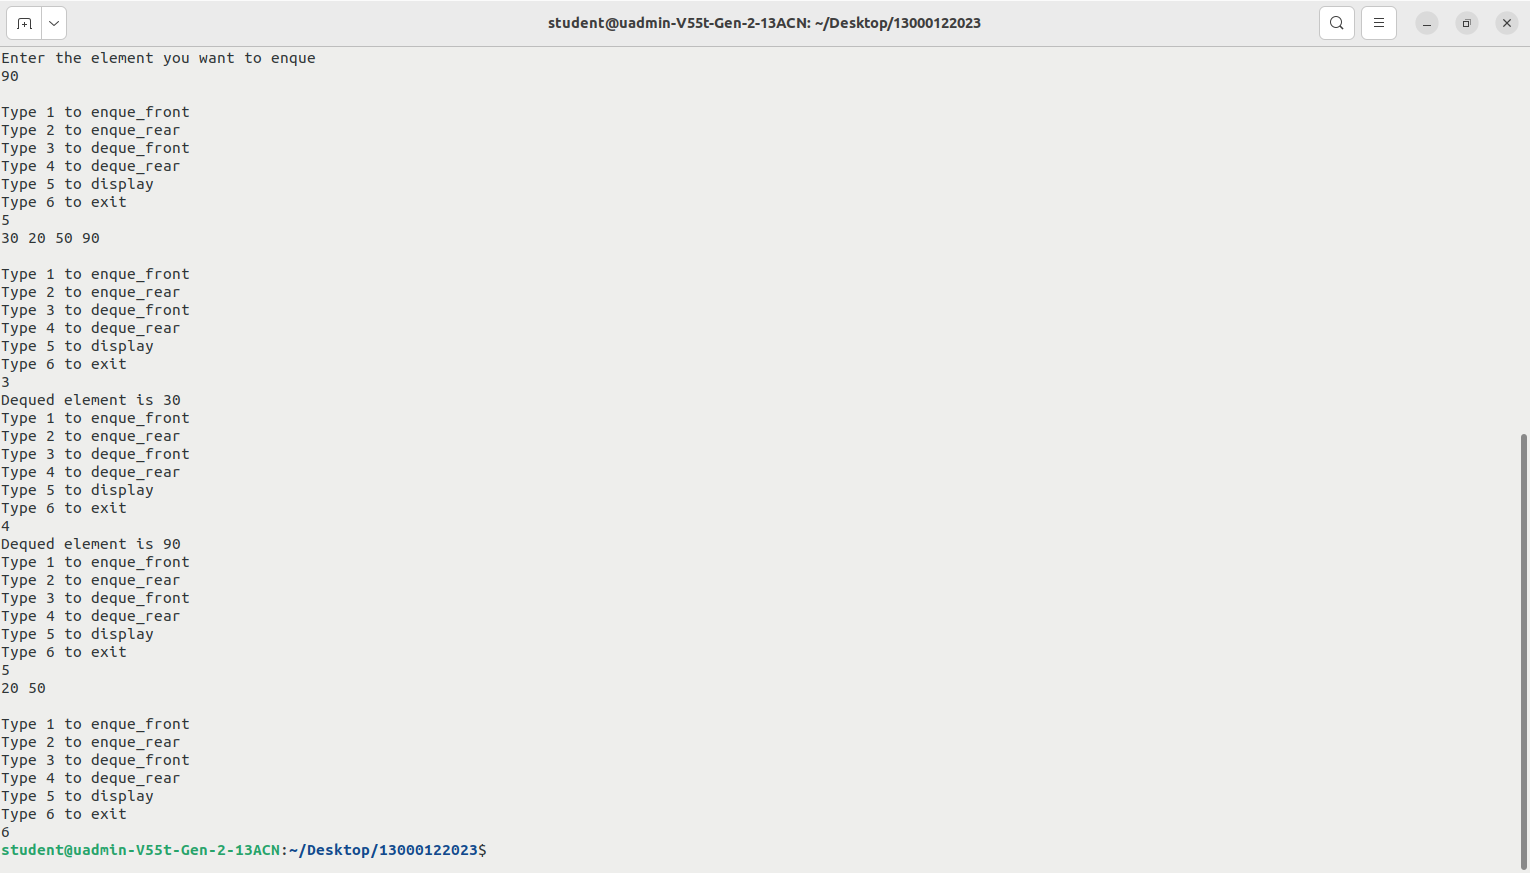 student@uadmin-V55t-Gen-2-13ACN: ~/Desktop/13000122023
Enter the element you want to enque
90

Type 1 to enque_front
Type 2 to enque_rear
Type 3 to deque_front
Type 4 to deque_rear
Type 5 to display
Type 6 to exit
5
30 20 50 90

Type 1 to enque_front
Type 2 to enque_rear
Type 3 to deque_front
Type 4 to deque_rear
Type 5 to display
Type 6 to exit
3
Dequed element is 30
Type 1 to enque_front
Type 2 to enque_rear
Type 3 to deque_front
Type 4 to deque_rear
Type 5 to display
Type 6 to exit
4
Dequed element is 90
Type 1 to enque_front
Type 2 to enque_rear
Type 3 to deque_front
Type 4 to deque_rear
Type 5 to display
Type 6 to exit
5
20 50

Type 1 to enque_front
Type 2 to enque_rear
Type 3 to deque_front
Type 4 to deque_rear
Type 5 to display
Type 6 to exit
6
student@uadmin-V55t-Gen-2-13ACN:~/Desktop/13000122023$